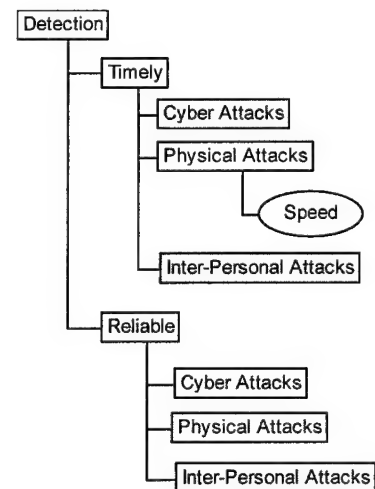 Detection
Timely
Cyber Attacks
Physical Attacks
Speed
Inter-Personal Attacks
Reliable
Cyber Attacks
Physical Attacks
Inter-Personal Attacks